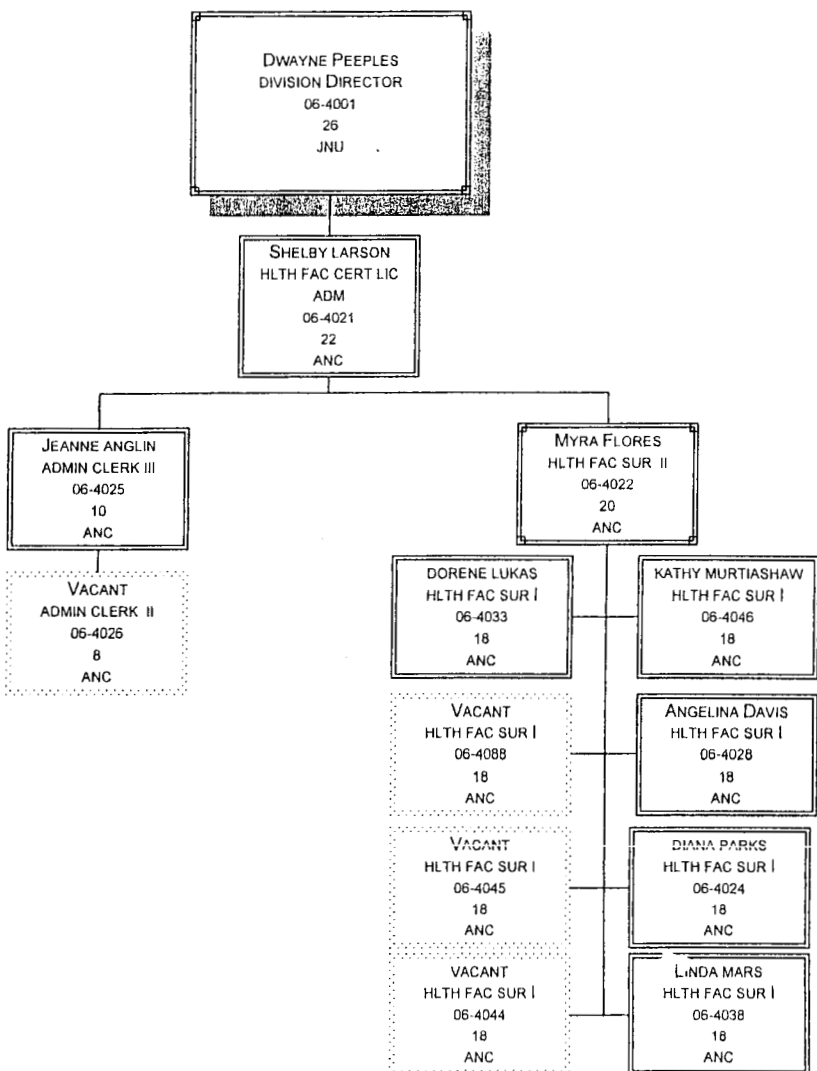 DWAYNE PEEPLES
DIVISION DIRECTOR
06-4001
26
JNU
SHELBY LARSON
HLTH FAC CERT LIC
ADM
06-4021
22
ANC
JEANNE ANGLIN
ADMIN CLERK III
06-4025
10
ANC
VACANT
ADMIN CLERK II
06-4026
8
ANC
MYRA FLORES
HLTH FAC SUR II
06-4022
20
ANC
DORENE LUKAS
HLTH FAC SUR I
06-4033
18
ANC
KATHY MURTIASHAW
HLTH FAC SUR I
06-4046
18
ANC
VACANT
HLTH FAC SUR I
06-4088
18
ANC
ANGELINA DAVIS
HLTH FAC SUR I
06-4028
18
ANC
VACANT
HLTH FAC SUR I
06-4045
18
ANC
DIANA PARKS
HLTH FAC SUR I
06-4024
18
ANC
VACANT
HLTH FAC SUR I
06-4044
18
ANC
LINDA MARS
HLTH FAC SUR I
06-4038
18
ANC